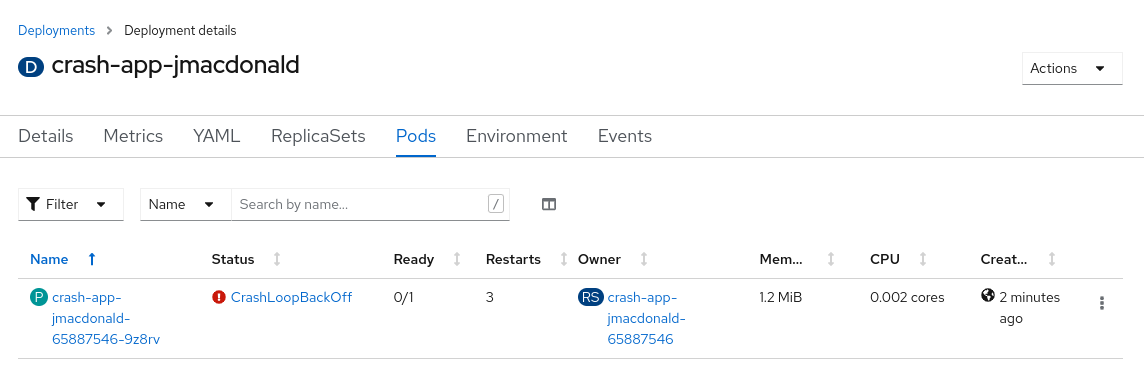 Deployments > Deployment details
D crash-app-jmacdonald
Actions
Details Metrics YAML ReplicaSets Pods Environment Events
Filter Name Search by name... /
Name Status Ready Restarts Owner Mem... CPU Creat...
P crash-app- CrashLoopBackOff 0/1 3 RS crash-app- 1.2 MiB 0.002 cores 2 minutes
jmacdonald- jmacdonald- ago
65887546-9z8rv 65887546